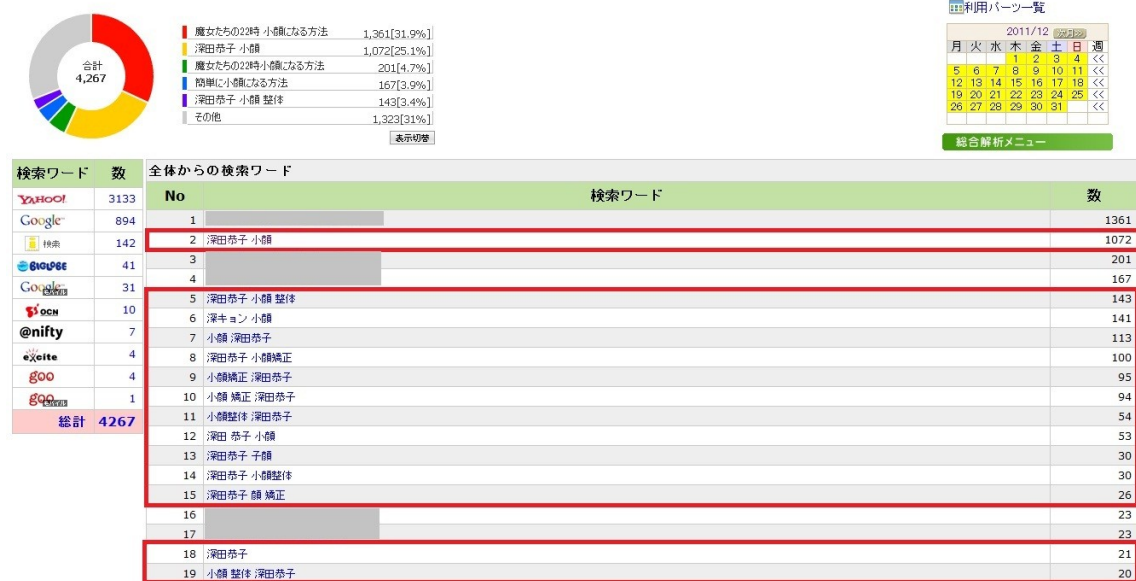 利用パーツ一覧
魔女たちの22時 小顔になる方法 1,361[31.9%]
深田恭子 小顔 1,072[25.1%]
魔女たちの22時小顔になる方法 201[4.7%]
簡単に小顔になる方法 167[3.9%]
深田恭子 小顔 整体 143[3.4%]
その他 1,323[31%]
表示切替
合計
4,267
2011/12 次月>>
月 火 水 木 金 土 日 週
1 2 3 4 <<
5 6 7 8 9 10 11 <<
12 13 14 15 16 17 18 <<
19 20 21 22 23 24 25 <<
26 27 28 29 30 31 <<
総合解析メニュー
検索ワード 数
YAHOO! 3133
Google 894
検索 142
BIGLOBE 41
Google モバイル 31
OCN 10
@nifty 7
excite 4
goo 4
goo モバイル 1
総計 4267
全体からの検索ワード
No 検索ワード 数
1 1361
2 深田恭子 小顔 1072
3 201
4 167
5 深田恭子 小顔 整体 143
6 深キョン 小顔 141
7 小顔 深田恭子 113
8 深田恭子 小顔矯正 100
9 小顔矯正 深田恭子 95
10 小顔 矯正 深田恭子 94
11 小顔整体 深田恭子 54
12 深田 恭子 小顔 53
13 深田恭子 子顔 30
14 深田恭子 小顔整体 30
15 深田恭子 顔 矯正 26
16 23
17 23
18 深田恭子 21
19 小顔 整体 深田恭子 20